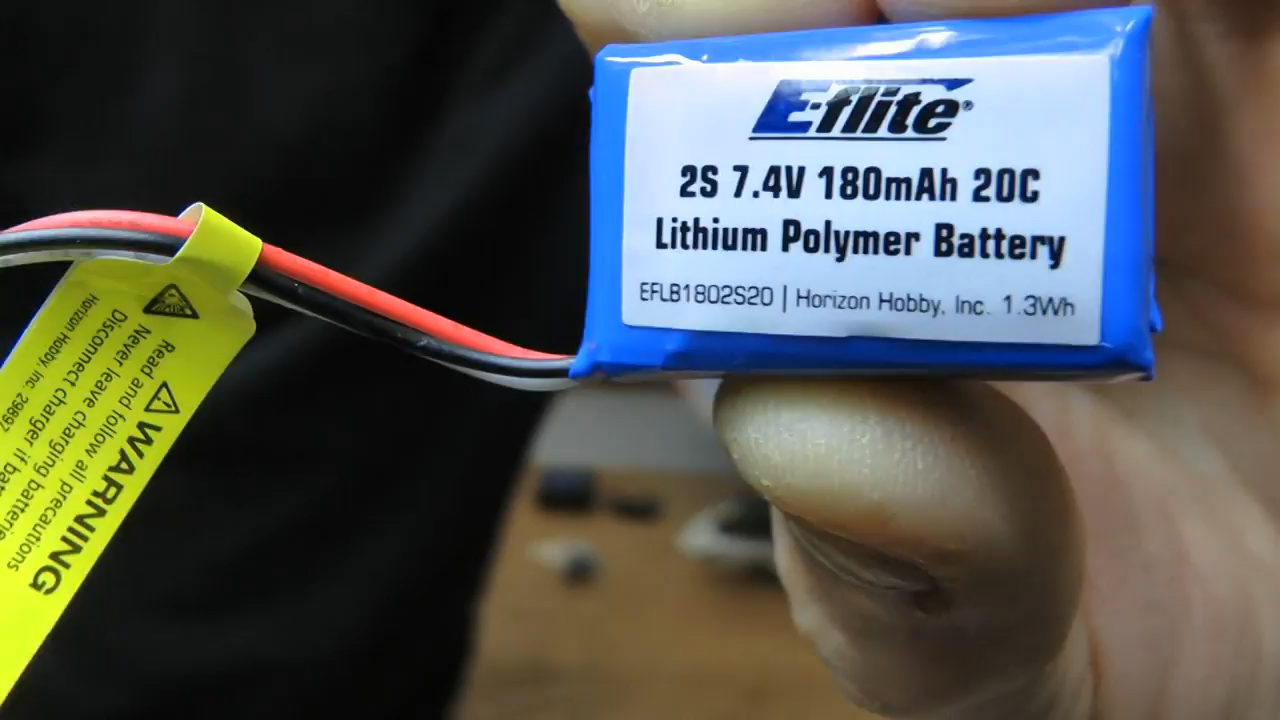 E-flite®
2S 7.4V 180mAh 20C
Lithium Polymer Battery
EFLB1802S20 | Horizon Hobby, Inc. 1.3Wh
WARNING
Read and follow all precautions
Never leave charging
Disconnect charger if
Horizon Hobby, Inc.